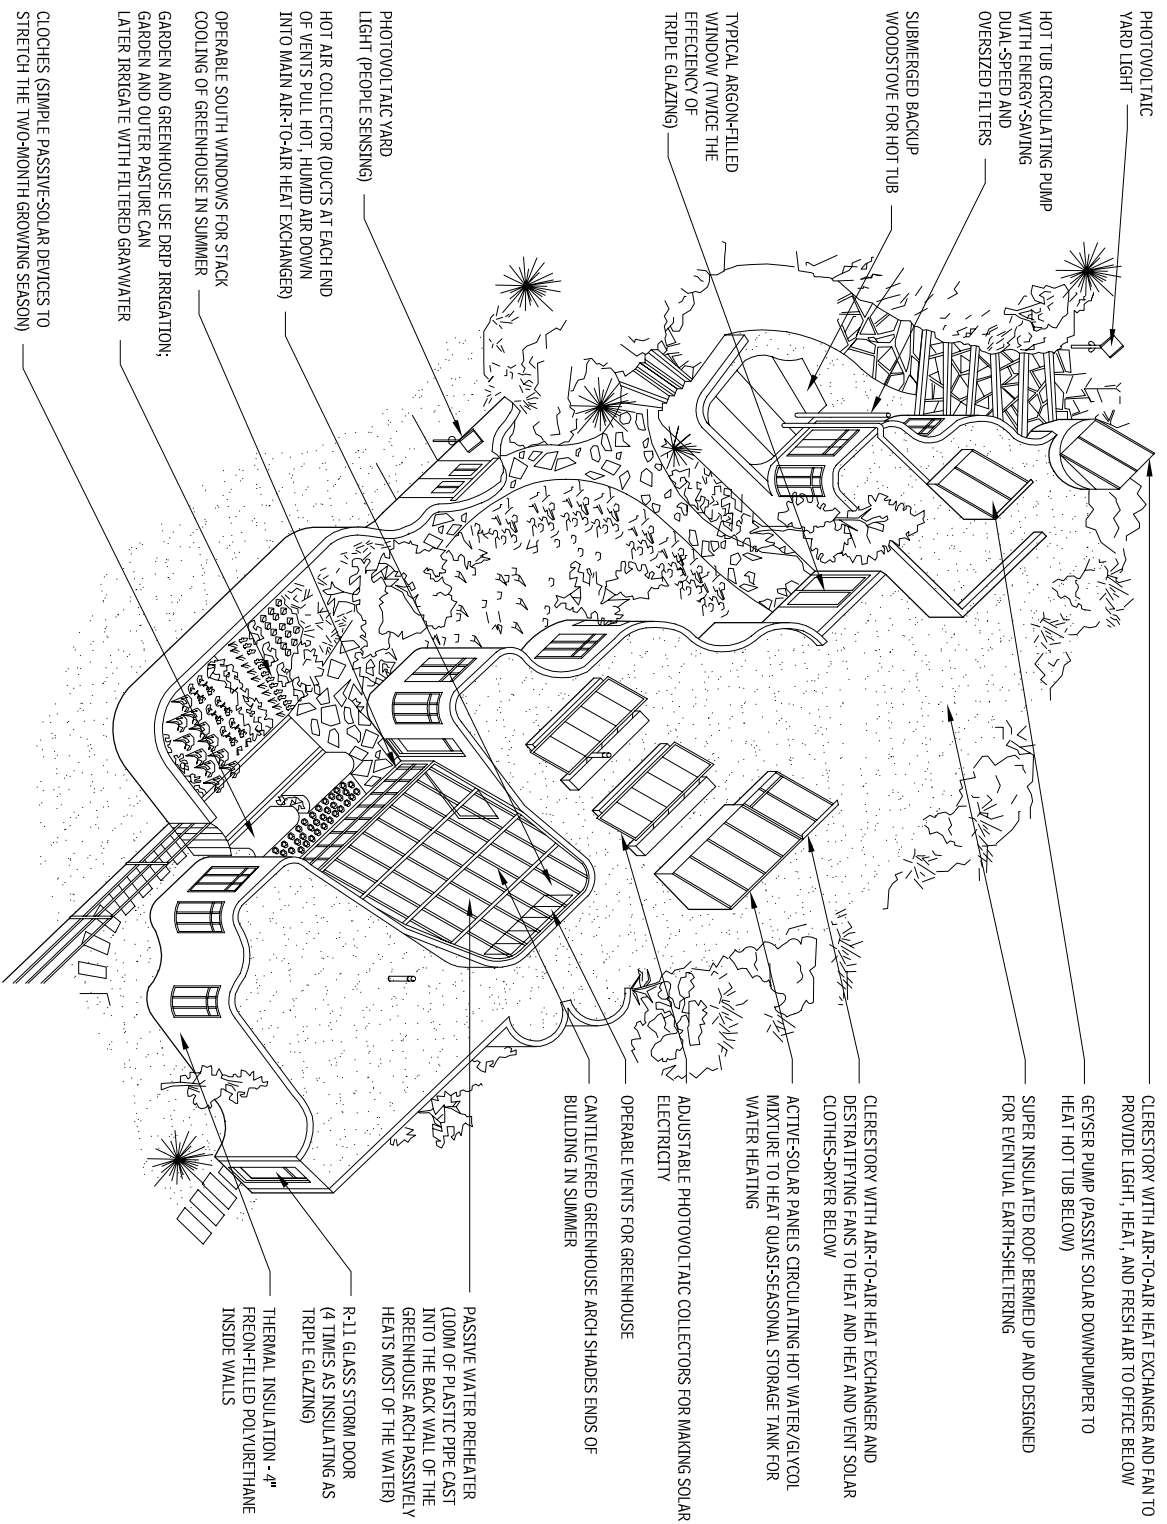 PHOTOVOLTAIC
YARD LIGHT
HOT TUB CIRCULATING PUMP
WITH ENERGY-SAVING
DUAL-SPEED AND
OVERSIZED FILTERS
SUBMERGED BACKUP
WOODSTOVE FOR HOT TUB
TYPICAL ARGON-FILLED
WINDOW (TWICE THE
EFFECIENCY OF
TRIPLE GLAZING)
PHOTOVOLTAIC YARD
LIGHT (PEOPLE SENSING)
HOT AIR COLLECTOR (DUCTS AT EACH END
OF VENTS PULL HOT, HUMID AIR DOWN
INTO MAIN AIR-TO-AIR HEAT EXCHANGER)
OPERABLE SOUTH WINDOWS FOR STACK
COOLING OF GREENHOUSE IN SUMMER
GARDEN AND GREENHOUSE USE DRIP IRRIGATION;
GARDEN AND OUTER PASTURE CAN
LATER IRRIGATE WITH FILTERED GRAYWATER
CLOCHES (SIMPLE PASSIVE-SOLAR DEVICES TO
STRETCH THE TWO-MONTH GROWING SEASON)
CLERESTORY WITH AIR-TO-AIR HEAT EXCHANGER AND FAN TO
PROVIDE LIGHT, HEAT, AND FRESH AIR TO OFFICE BELOW
GEYSER PUMP (PASSIVE SOLAR DOWNPUMPER TO
HEAT HOT TUB BELOW)
SUPER INSULATED ROOF BERMED UP AND DESIGNED
FOR EVENTUAL EARTH-SHELTERING
CLERESTORY WITH AIR-TO-AIR HEAT EXCHANGER AND
DESTRATIFYING FANS TO HEAT AND HEAT AND VENT SOLAR
CLOTHES-DRYER BELOW
ACTIVE-SOLAR PANELS CIRCULATING HOT WATER/GLYCOL
MIXTURE TO HEAT QUASI-SEASONAL STORAGE TANK FOR
WATER HEATING
ADJUSTABLE PHOTOVOLTAIC COLLECTORS FOR MAKING SOLAR
ELECTRICITY
OPERABLE VENTS FOR GREENHOUSE
CANTILEVERED GREENHOUSE ARCH SHADES ENDS OF
BUILDING IN SUMMER
PASSIVE WATER PREHEATER
(100M OF PLASTIC PIPE CAST
INTO THE BACK WALL OF THE
GREENHOUSE ARCH PASSIVELY
HEATS MOST OF THE WATER)
R-11 GLASS STORM DOOR
(4 TIMES AS INSULATING AS
TRIPLE GLAZING)
THERMAL INSULATION - 4"
FREON-FILLED POLYURETHANE
INSIDE WALLS